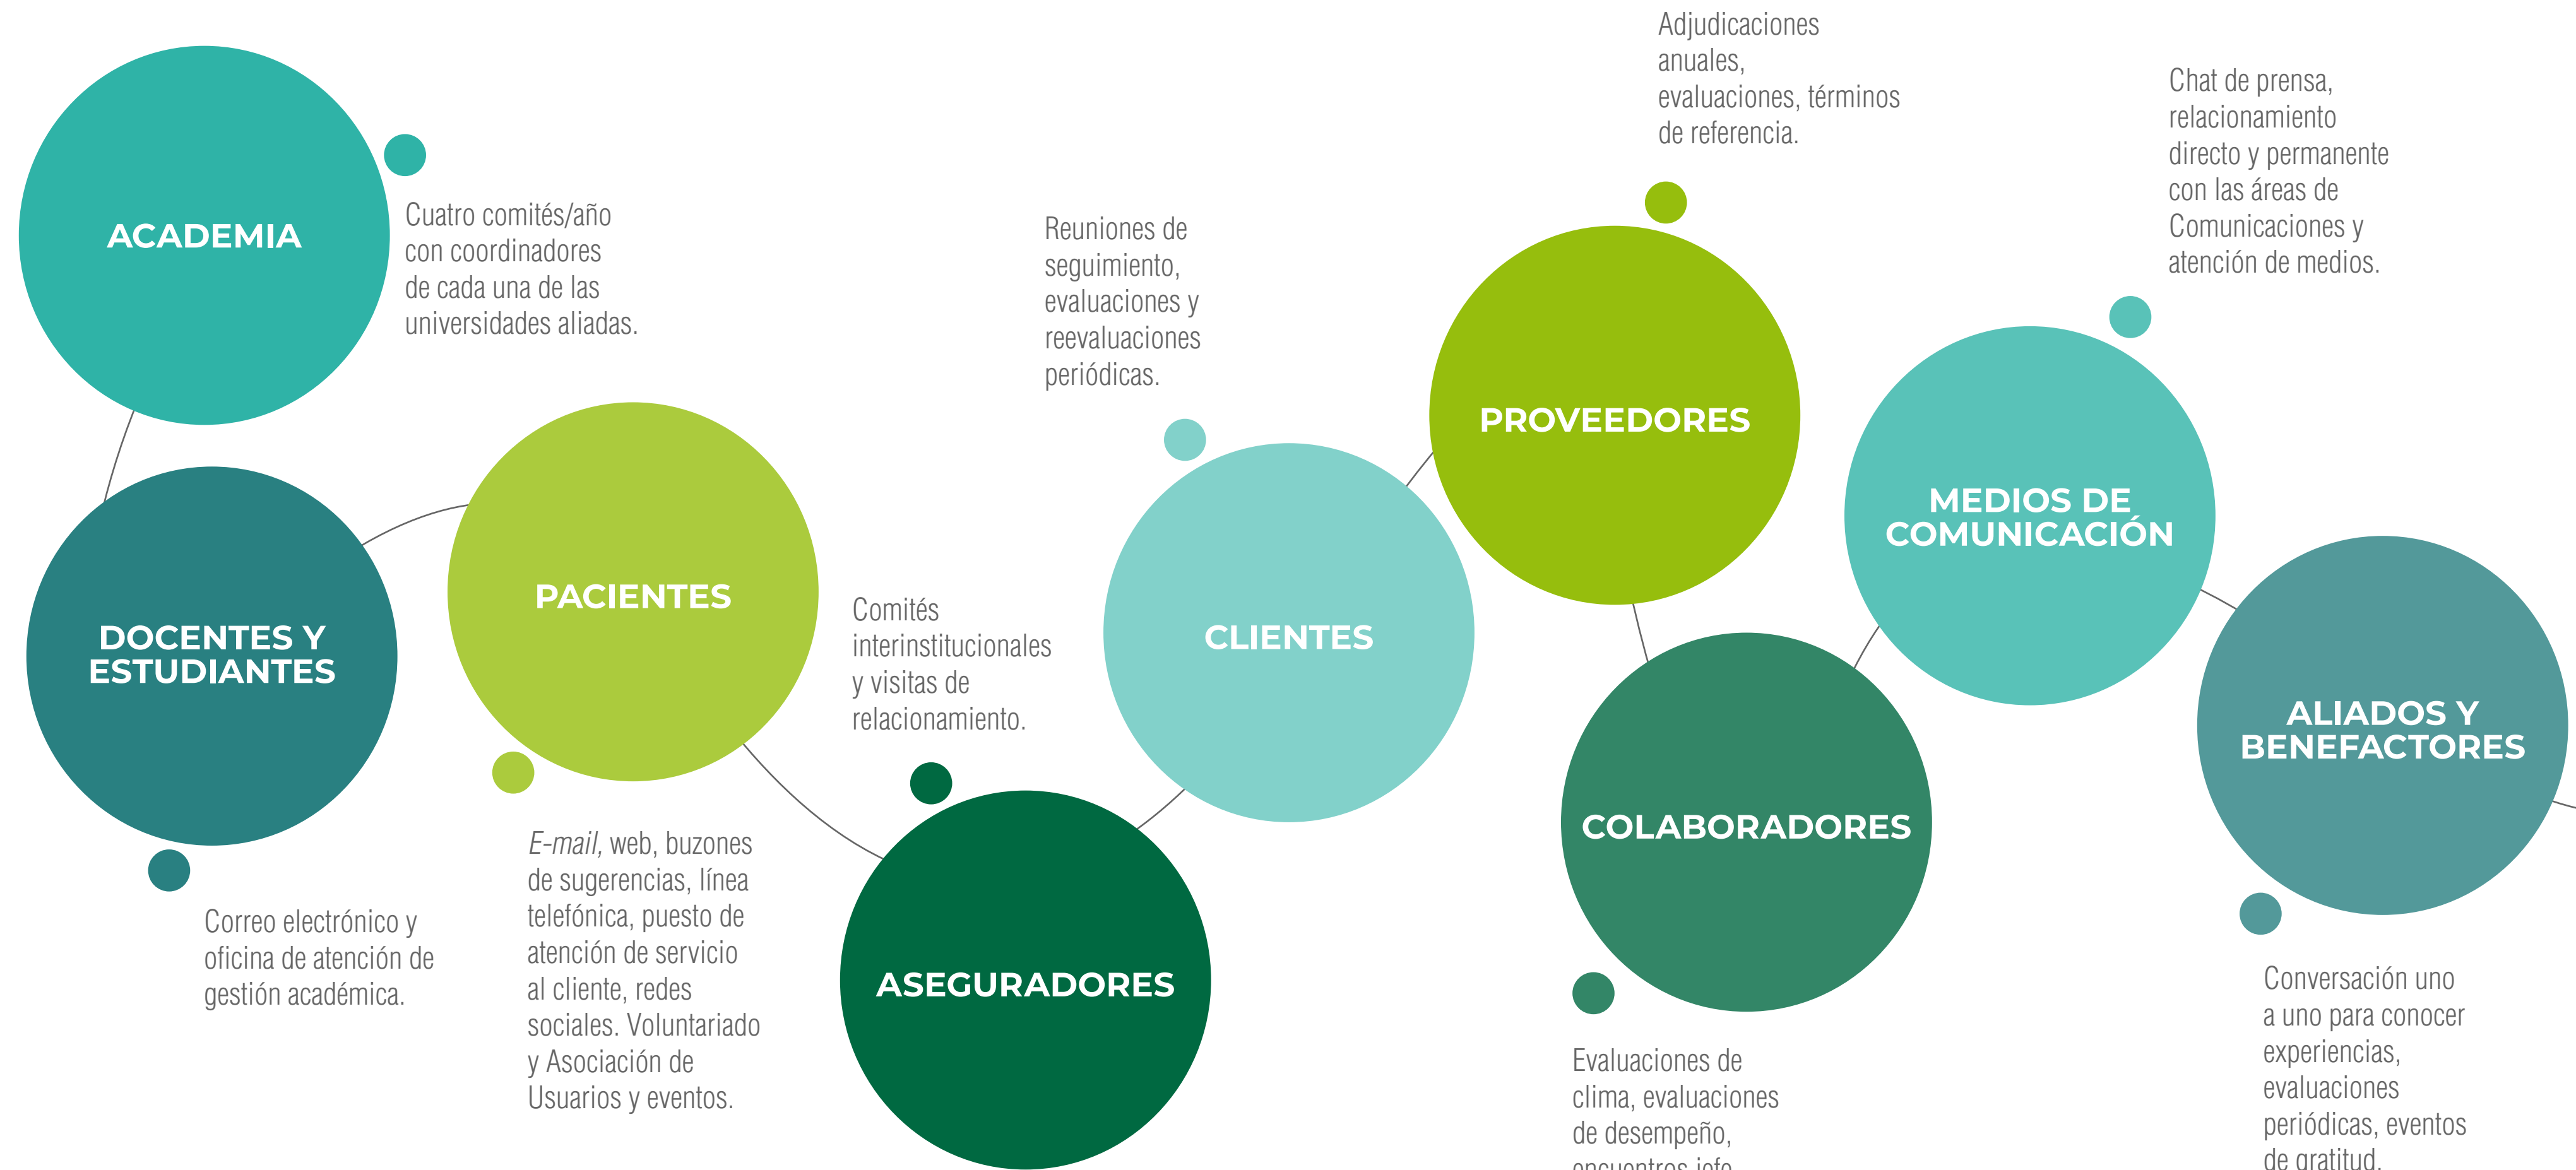 ACADEMIA
Cuatro comités/año
con coordinadores
de cada una de las
universidades aliadas.
DOCENTES Y
ESTUDIANTES
Correo electrónico y
oficina de atención de
gestión académica.
PACIENTES
E-mail, web, buzones
de sugerencias, línea
telefónica, puesto de
atención de servicio
al cliente, redes
sociales. Voluntariado
y Asociación de
Usuarios y eventos.
Comités
interinstitucionales
y visitas de
relacionamiento.
ASEGURADORES
Reuniones de
seguimiento,
evaluaciones y
reevaluaciones
periódicas.
CLIENTES
Adjudicaciones
anuales,
evaluaciones, términos
de referencia.
PROVEEDORES
COLABORADORES
Evaluaciones de
clima, evaluaciones
de desempeño,
encuentros jefe
Chat de prensa,
relacionamiento
directo y permanente
con las áreas de
Comunicaciones y
atención de medios.
MEDIOS DE
COMUNICACIÓN
ALIADOS Y
BENEFACTORES
Conversación uno
a uno para conocer
experiencias,
evaluaciones
periódicas, eventos
de gratitud.